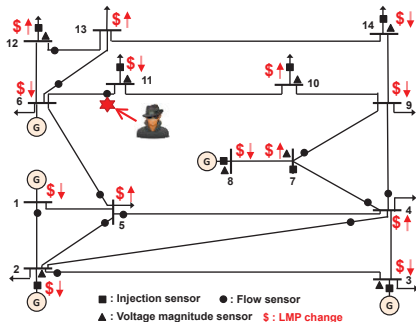 $ $ 13 14 $
12
$ 11 $ 10
$ 6 9 $
G
G $ $
8 7
G
$ $
1 5 4
$
2 $ 3
$
G G
■ : Injection sensor ● : Flow sensor
▲ : Voltage magnitude sensor $ : LMP change